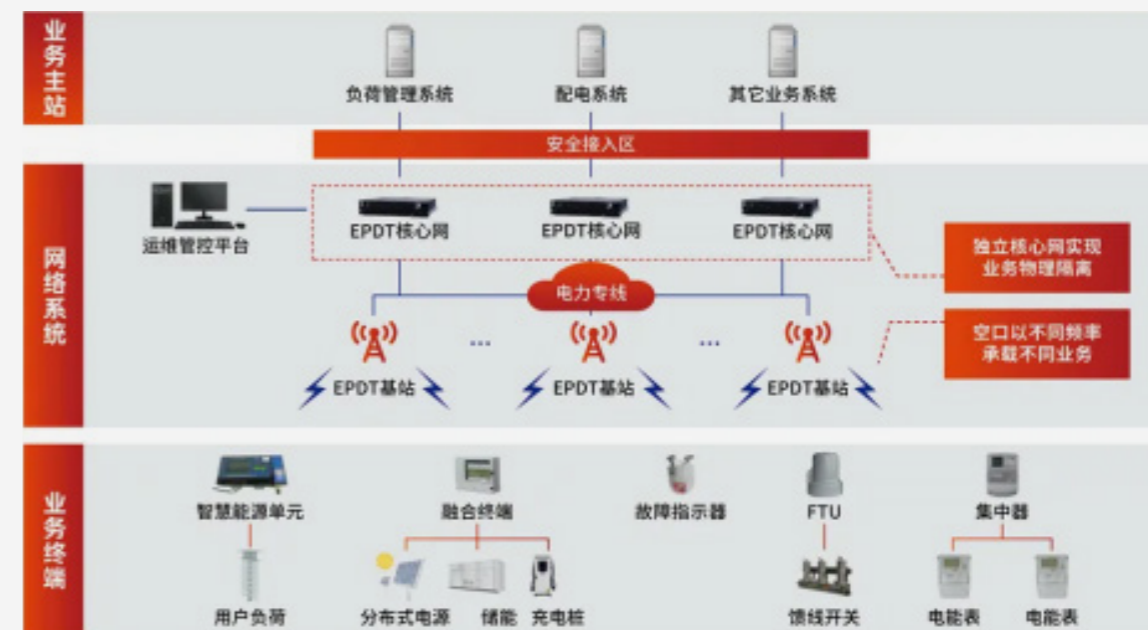 业务主站
负荷管理系统
配电系统
其它业务系统
安全接入区
网络系统
运维管控平台
EPDT核心网
EPDT核心网
EPDT核心网
独立核心网实现
业务物理隔离
电力专线
空口以不同频率
承载不同业务
...
...
EPDT基站
EPDT基站
EPDT基站
业务终端
智慧能源单元
融合终端
故障指示器
FTU
集中器
用户负荷
分布式电源
储能
充电桩
馈线开关
电能表
电能表